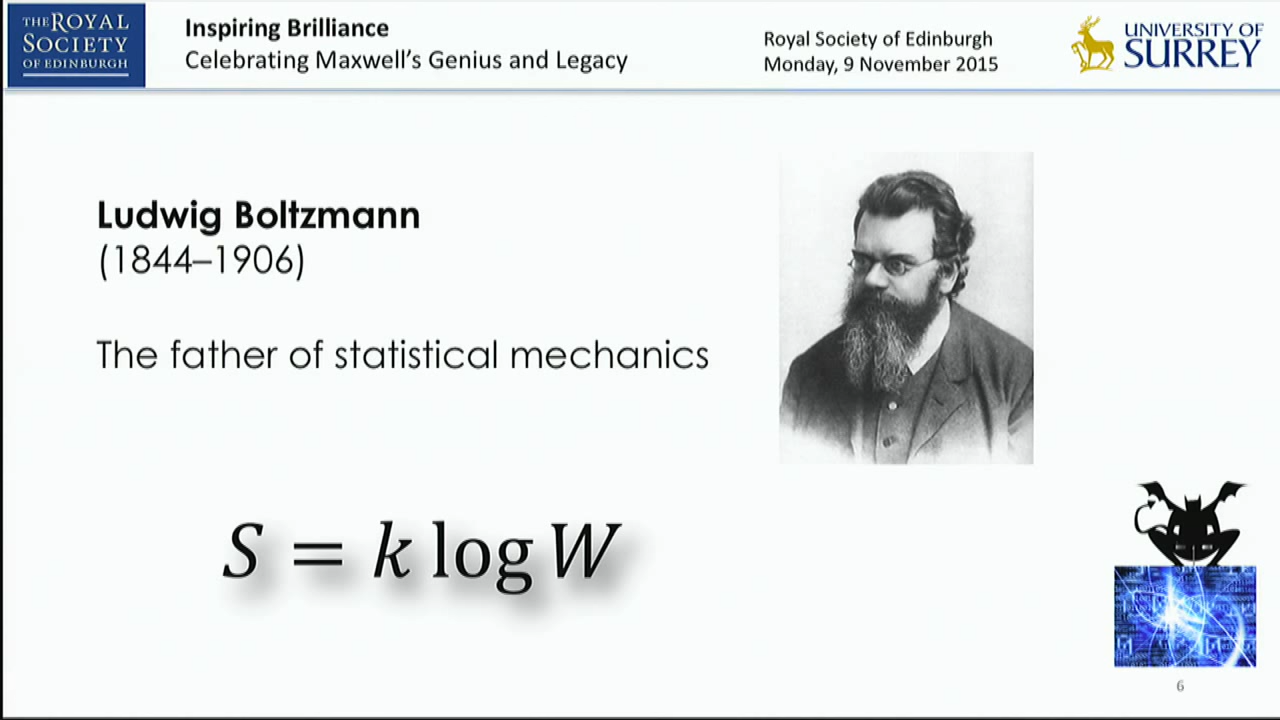 THE ROYAL
SOCIETY
OF EDINBURGH
Inspiring Brilliance
Celebrating Maxwell's Genius and Legacy
Royal Society of Edinburgh
Monday, 9 November 2015
UNIVERSITY OF
SURREY
Ludwig Boltzmann
(1844–1906)
The father of statistical mechanics
S = k log W
6